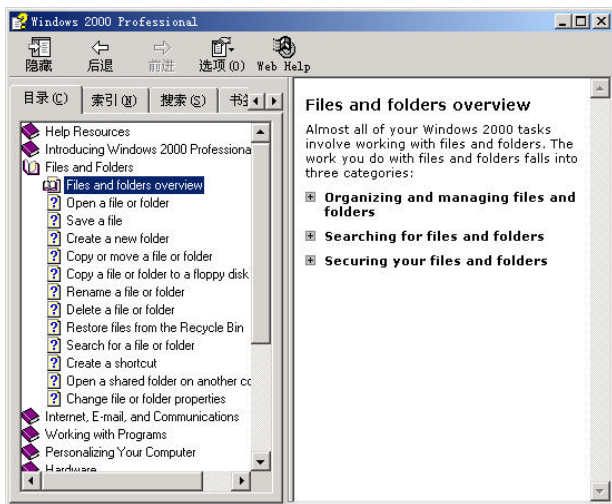 Windows 2000 Professional
隐藏 后退 前进 选项(O) Web Help
目录(C) 索引(N) 搜索(S)
Help Resources
Introducing Windows 2000 Professiona
Files and Folders
Files and folders overview
Open a file or folder
Save a file
Create a new folder
Copy or move a file or folder
Copy a file or folder to a floppy disk
Rename a file or folder
Delete a file or folder
Restore files from the Recycle Bin
Search for a file or folder
Create a shortcut
Open a shared folder on another co
Change file or folder properties
Internet, E-mail, and Communications
Working with Programs
Personalizing Your Computer
Hardware
Files and folders overview
Almost all of your Windows 2000 tasks
involve working with files and folders. The
work you do with files and folders falls into
three categories:
Organizing and managing files and
folders
Searching for files and folders
Securing your files and folders